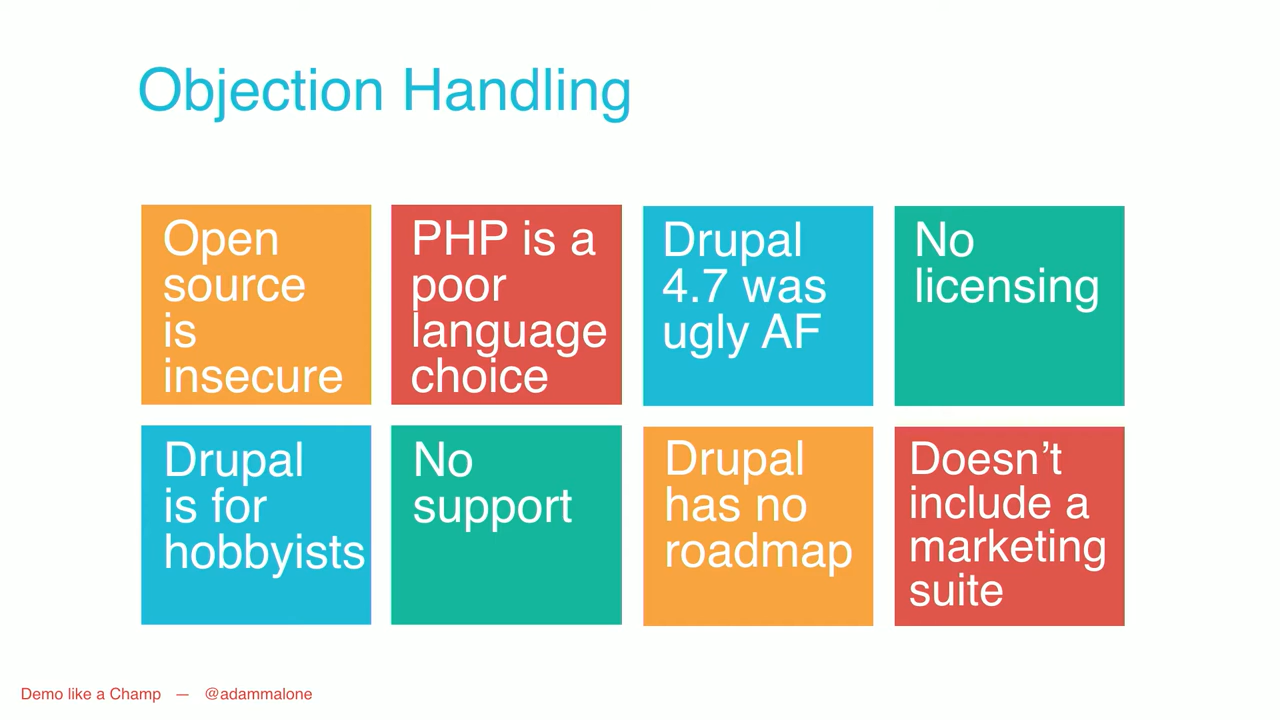 Objection Handling
Open
source
is
insecure
PHP is a
poor
language
choice
Drupal
4.7 was
ugly AF
No
licensing
Drupal
is for
hobbyists
No
support
Drupal
has no
roadmap
Doesn’t
include a
marketing
suite
Demo like a Champ — @adammalone